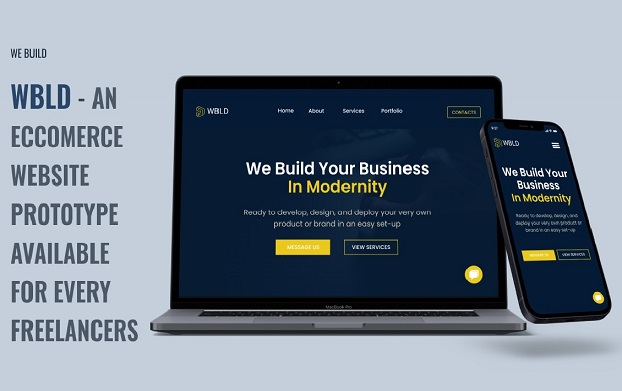 WE BUILD
WBLD - AN
ECCOMERCE
WEBSITE
PROTOTYPE
AVAILABLE
FOR EVERY
FREELANCERS
WBLD
Home About Services Portfolio CONTACTS
We Build Your Business
In Modernity
Ready to develop, design, and deploy your very own
product or brand in an easy set-up
MESSAGE US VIEW SERVICES
MacBook Pro
WBLD
We Build Your
Business
In Modernity
Ready to develop, design, and
deploy your very own product or
brand in an easy set-up
MESSAGE US VIEW SERVICES